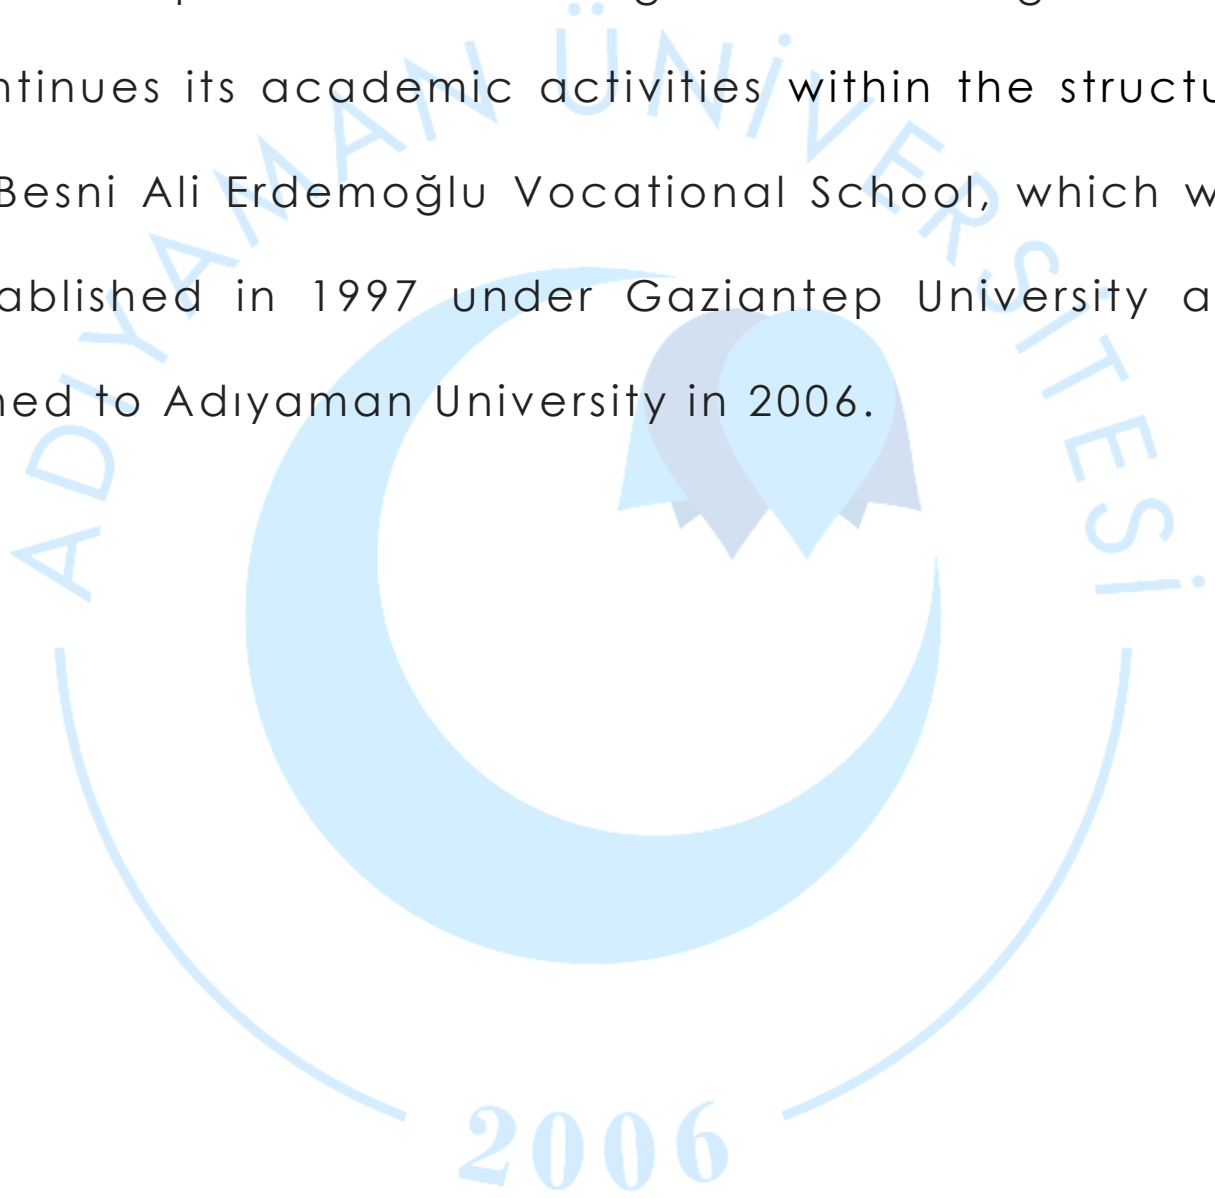 ntinues its academic activities within the structu
Besni Ali Erdemoğlu Vocational School, which w
ablished in 1997 under Gaziantep University a
ned to Adıyaman University in 2006.
ADIYAMAN ÜNİVERSİTESİ
2006